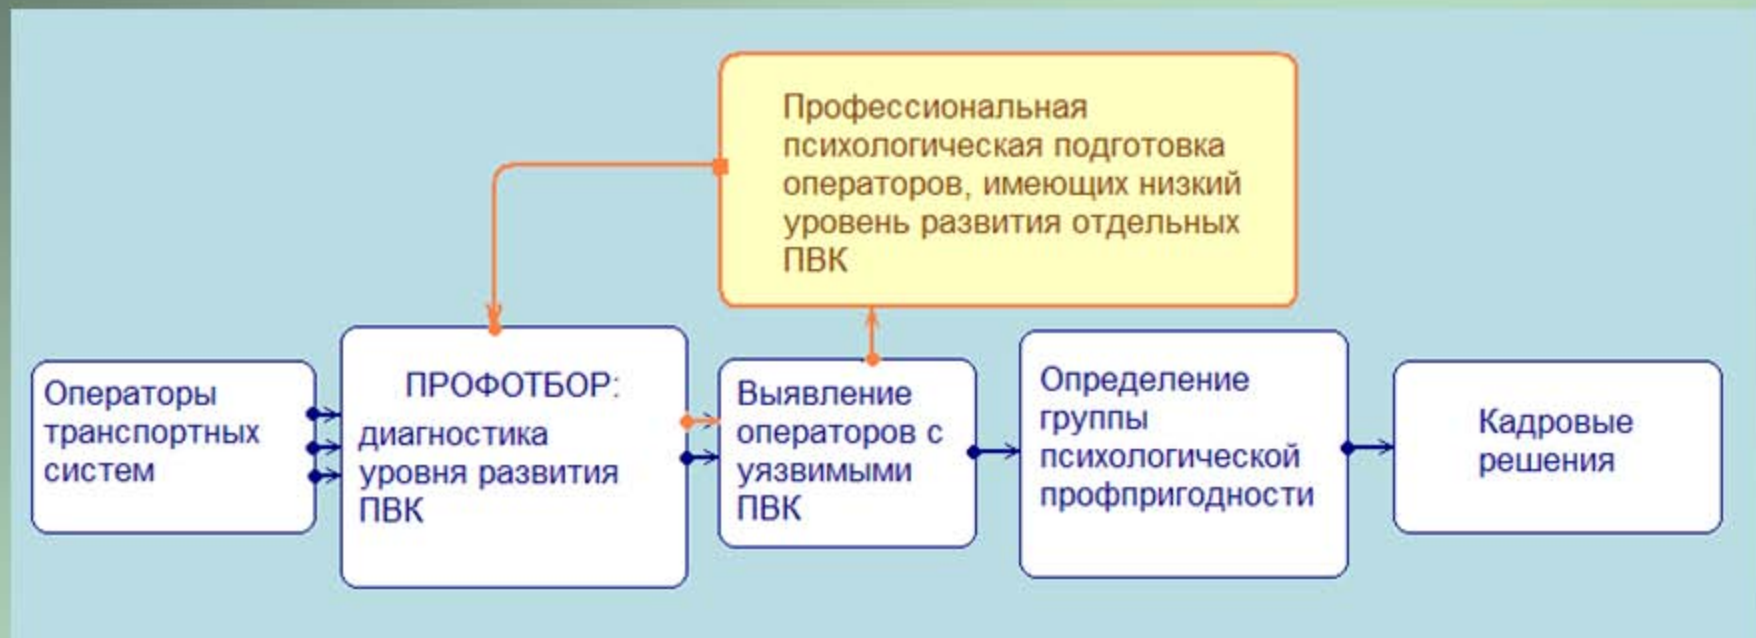 Профессиональная
психологическая подготовка
операторов, имеющих низкий
уровень развития отдельных
ПВК
Операторы
транспортных
систем
ПРОФОТБОР:
диагностика
уровня развития
ПВК
Выявление
операторов с
уязвимыми
ПВК
Определение
группы
психологической
профпригодности
Кадровые
решения